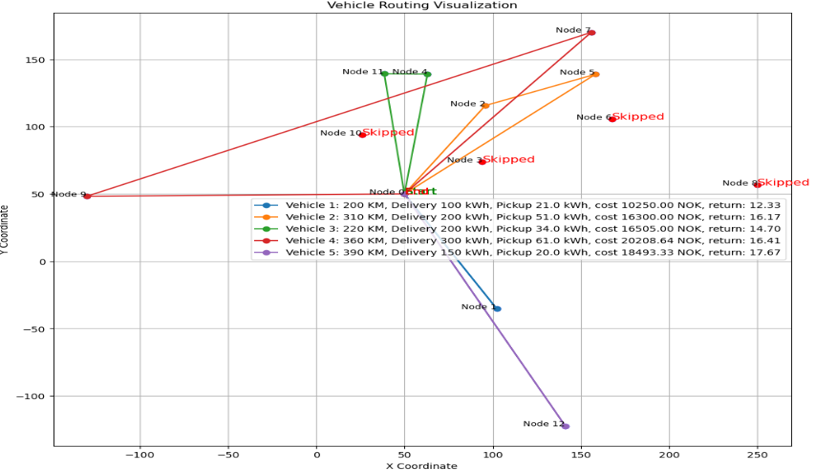 Vehicle Routing Visualization
Node 7
150
Node 11
Node 4
Node 5
Node 2
100
Node 6 Skipped
Node 10 Skipped
Node 3 Skipped
Node 8 Skipped
50
Node 9
Node 0
Vehicle 1: 200 KM, Delivery 100 kWh, Pickup 21.0 kWh, cost 10250.00 NOK, return: 12.33
Vehicle 2: 310 KM, Delivery 200 kWh, Pickup 51.0 kWh, cost 16300.00 NOK, return: 16.17
Vehicle 3: 220 KM, Delivery 200 kWh, Pickup 34.0 kWh, cost 16505.00 NOK, return: 14.70
Vehicle 4: 360 KM, Delivery 200 kWh, Pickup 61.0 kWh, cost 20208.64 NOK, return: 16.41
Vehicle 5: 390 KM, Delivery 150 kWh, Pickup 20.0 kWh, cost 18493.33 NOK, return: 17.67
0
Node 1
−50
−100
Node 12
−100 −50 0 50 100 150 200 250
X Coordinate
Y Coordinate